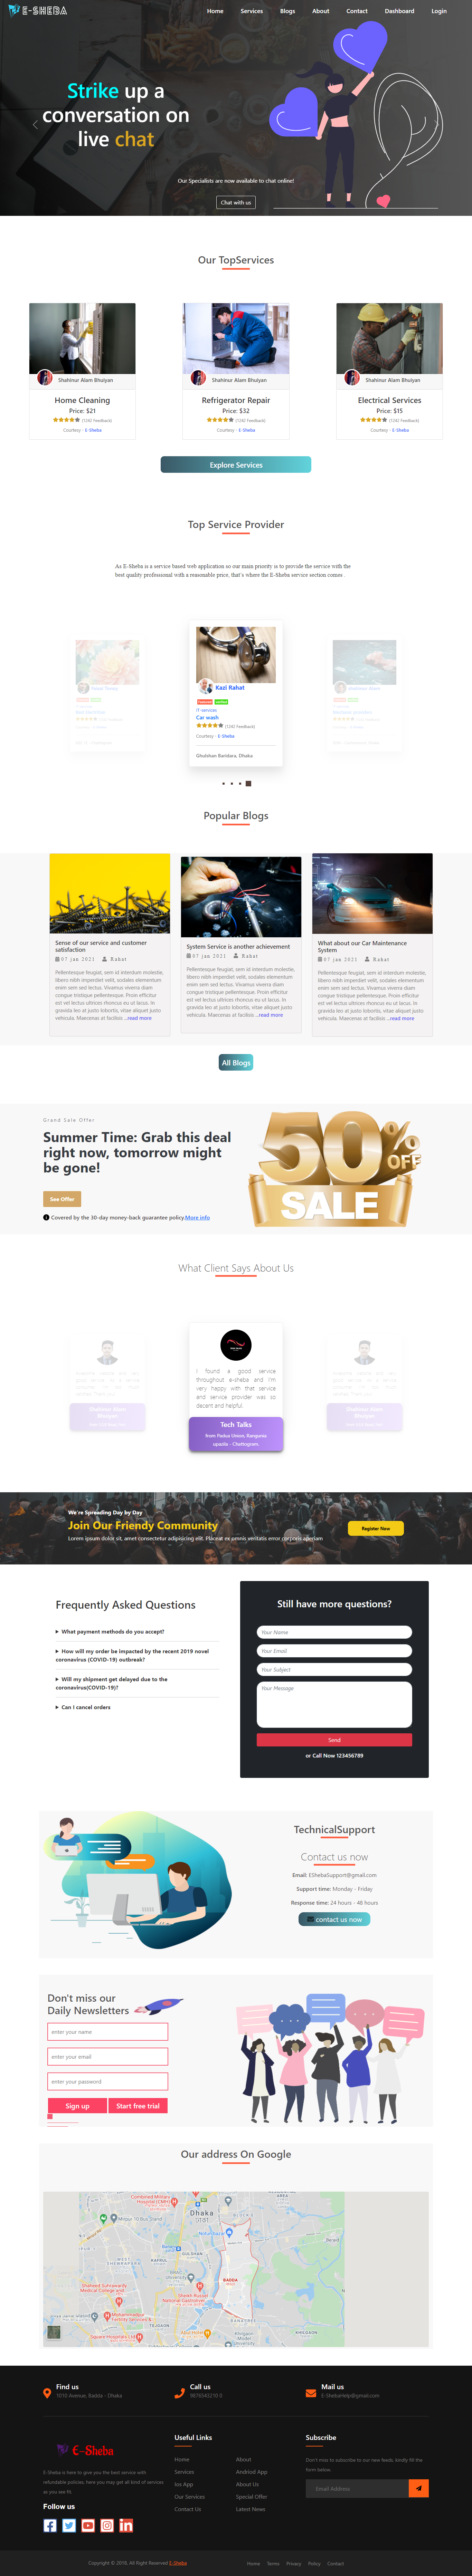 E-SHEBA
Home Services Blogs About Contact Dashboard Login
Strike up a
conversation on
live chat
Our Specialists are now available to chat online!
Chat with us
Our TopServices
Shahinur Alam Bhuiyan
Home Cleaning
Price: $21
(1242 Feedback)
Courtesy - E-Sheba
Shahinur Alam Bhuiyan
Refrigerator Repair
Price: $32
(1242 Feedback)
Courtesy - E-Sheba
Shahinur Alam Bhuiyan
Electrical Services
Price: $15
(1242 Feedback)
Courtesy - E-Sheba
Explore Services
Top Service Provider
As E-Sheba is a service based web application so our main priority is to provide the service with the
best quality professional with a reasonable price, that's where the E-Sheba service section comes .
Kazi Rahat
IT-services
Car wash
(1242 Feedback)
Courtesy - E-Sheba
Ghulshan Baridara, Dhaka
Popular Blogs
Sense of our service and customer
satisfaction
07 jan 2021 Rahat
Pellentesque feugiat, sem id interdum molestie,
libero nibh imperdiet velit, sodales elementum
enim sem sed lectus. Vivamus viverra diam
congue tristique pellentesque. Proin efficitur
est vel lectus ultrices rhoncus eu ut lacus. In
gravida leo at justo lobortis, vitae aliquet justo
vehicula. Maecenas at facilisis ...read more
System Service is another achievement
07 jan 2021 Rahat
Pellentesque feugiat, sem id interdum molestie,
libero nibh imperdiet velit, sodales elementum
enim sem sed lectus. Vivamus viverra diam
congue tristique pellentesque. Proin efficitur
est vel lectus ultrices rhoncus eu ut lacus. In
gravida leo at justo lobortis, vitae aliquet justo
vehicula. Maecenas at facilisis ...read more
What about our Car Maintenance
System
07 jan 2021 Rahat
Pellentesque feugiat, sem id interdum molestie,
libero nibh imperdiet velit, sodales elementum
enim sem sed lectus. Vivamus viverra diam
congue tristique pellentesque. Proin efficitur
est vel lectus ultrices rhoncus eu ut lacus. In
gravida leo at justo lobortis, vitae aliquet justo
vehicula. Maecenas at facilisis ...read more
All Blogs
Grand Sale Offer
Summer Time: Grab this deal
right now, tomorrow might
be gone!
See Offer
Covered by the 30-day money-back guarantee policy.More info
50% OFF
SALE
What Client Says About Us
I found a good service
throughout e-sheba and I'm
very happy with that service
and service provider was so
decent and helpful.
Tech Talks
from Padua Union, Rangunia
upazila - Chattogram.
We're Spreading Day by Day
Join Our Friendy Community
Lorem ipsum dolor sit, amet consectetur adipisicing elit. Placeat ex omnis veritatis error corporis aperiam
Register Now
Frequently Asked Questions
What payment methods do you accept?
How will my order be impacted by the recent 2019 novel
coronavirus (COVID-19) outbreak?
Will my shipment get delayed due to the
coronavirus(COVID-19)?
Can I cancel orders
Still have more questions?
Your Name
Your Email
Your Subject
Your Message
Send
or Call Now 123456789
TechnicalSupport
Contact us now
Email: EShebaSupport@gmail.com
Support time: Monday - Friday
Response time: 24 hours - 48 hours
contact us now
Don't miss our
Daily Newsletters
enter your name
enter your email
enter your password
Sign up Start free trial
Our address On Google
Dhaka
BADDA
Find us
1010 Avenue, Badda - Dhaka
Call us
9876543210 0
Mail us
E-ShebaHelp@gmail.com
E-Sheba
E-Sheba is here to give you the best service with
refundable policies, here you may get all kind of services
as you see fit.
Follow us
Useful Links
Home
About
Services
Andriod App
Ios App
About Us
Our Services
Special Offer
Contact Us
Latest News
Subscribe
Don't miss to subscribe to our new feeds, kindly fill the
form below.
Email Address
Copyright © 2018, All Right Reserved E-Sheba
Home Terms Privacy Policy Contact